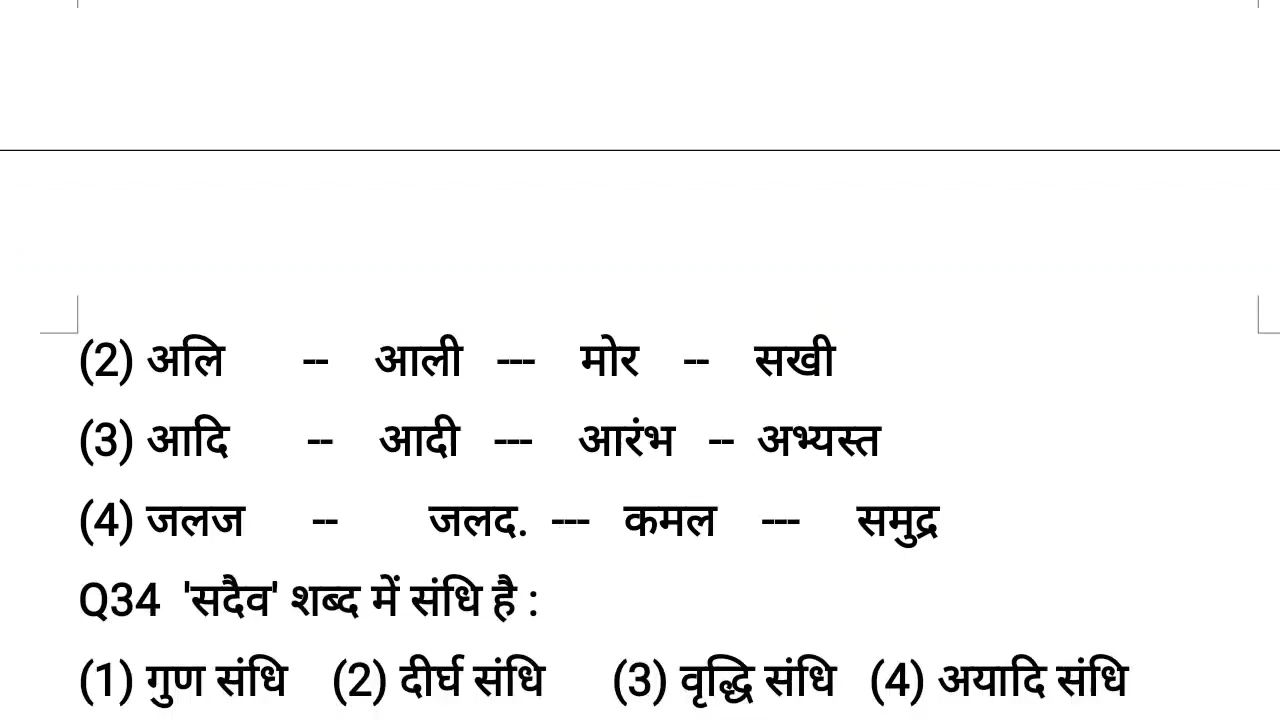 (2) अलि -- आली --- मोर -- सखी
(3) आदि -- आदी --- आरंभ -- अभ्यस्त
(4) जलज -- जलद. --- कमल --- समुद्र
Q34 'सदैव' शब्द में संधि है :
(1) गुण संधि (2) दीर्घ संधि (3) वृद्धि संधि (4) अयादि संधि